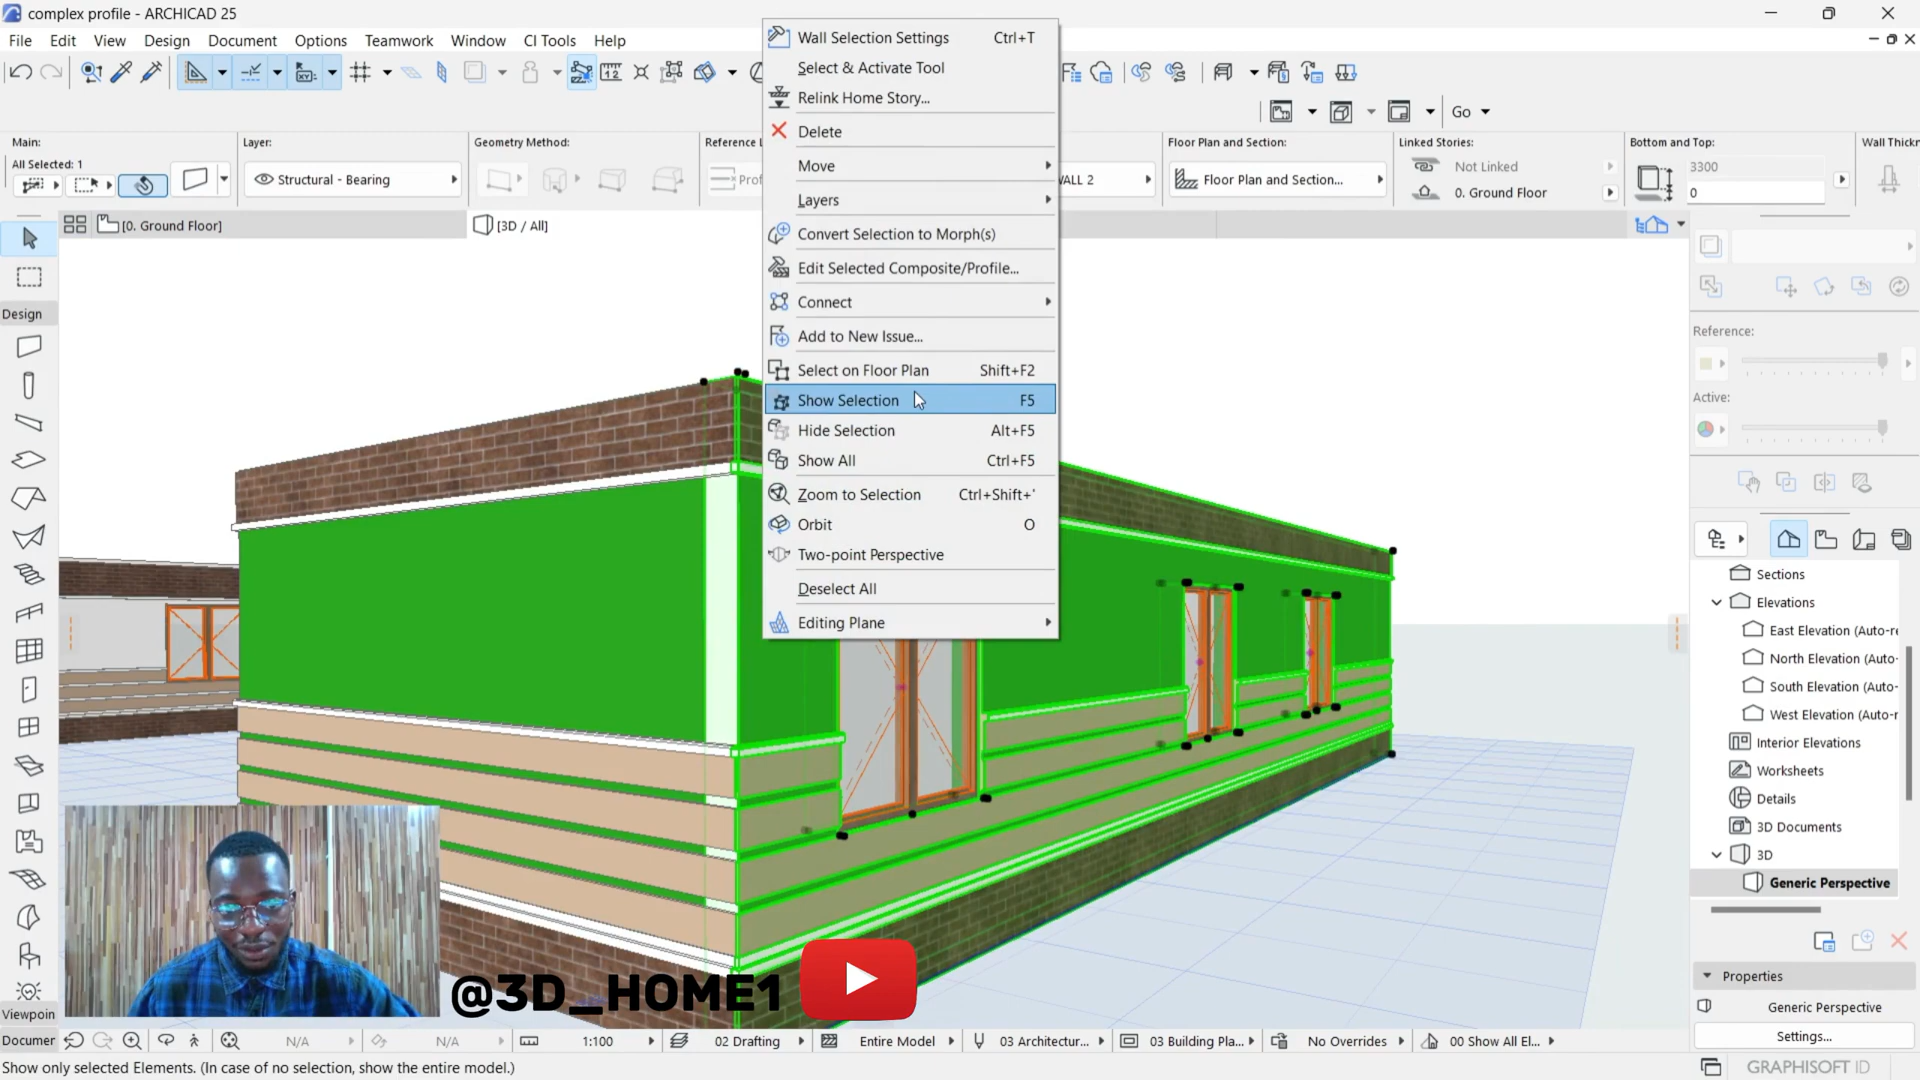 complex profile - ARCHICAD 25
File Edit View Design Document Options Teamwork Window CI Tools Help
Go
Main:
All Selected: 1
Layer:
Structural - Bearing
Geometry Method:
Reference L
Prof
WALL 2
Floor Plan and Section:
Floor Plan and Section...
Linked Stories:
Not Linked
0. Ground Floor
Bottom and Top:
3300
0
Wall Thickn
[0. Ground Floor]
[3D / All]
Design
Wall Selection Settings Ctrl+T
Select & Activate Tool
Relink Home Story...
Delete
Move
Layers
Convert Selection to Morph(s)
Edit Selected Composite/Profile...
Connect
Add to New Issue...
Select on Floor Plan Shift+F2
Show Selection F5
Hide Selection Alt+F5
Show All Ctrl+F5
Zoom to Selection Ctrl+Shift+'
Orbit O
Two-point Perspective
Deselect All
Editing Plane
Reference:
Active:
Sections
Elevations
East Elevation (Auto-re
North Elevation (Auto-
South Elevation (Auto-
West Elevation (Auto-r
Interior Elevations
Worksheets
Details
3D Documents
3D
Generic Perspective
Properties
Generic Perspective
Settings...
@3D_HOME1
Viewpoin
Documer
N/A N/A 1:100 02 Drafting Entire Model 03 Architectur... 03 Building Pla... No Overrides 00 Show All El...
Show only selected Elements. (In case of no selection, show the entire model.)
GRAPHISOFT ID